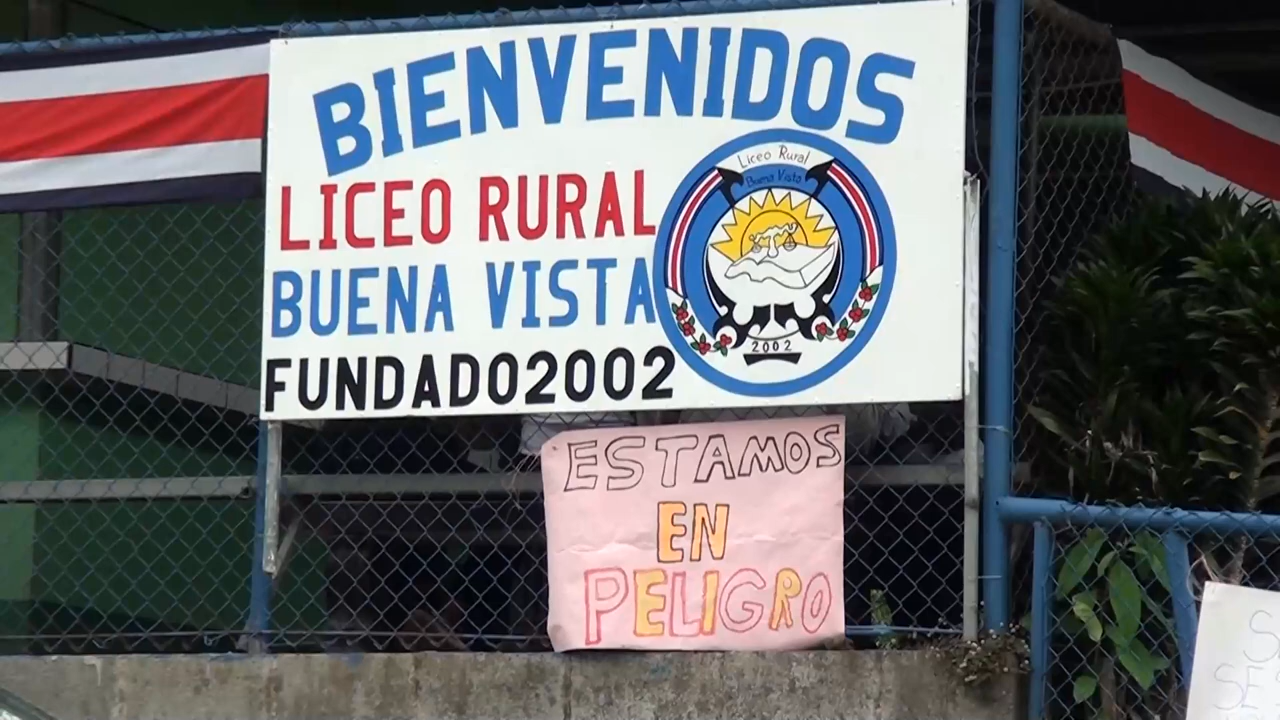 BIENVENIDOS
LICEO RURAL
BUENA VISTA
FUNDADO2002
Liceo Rural
Buena Vista
2002
ESTAMOS
EN
PELIGRO